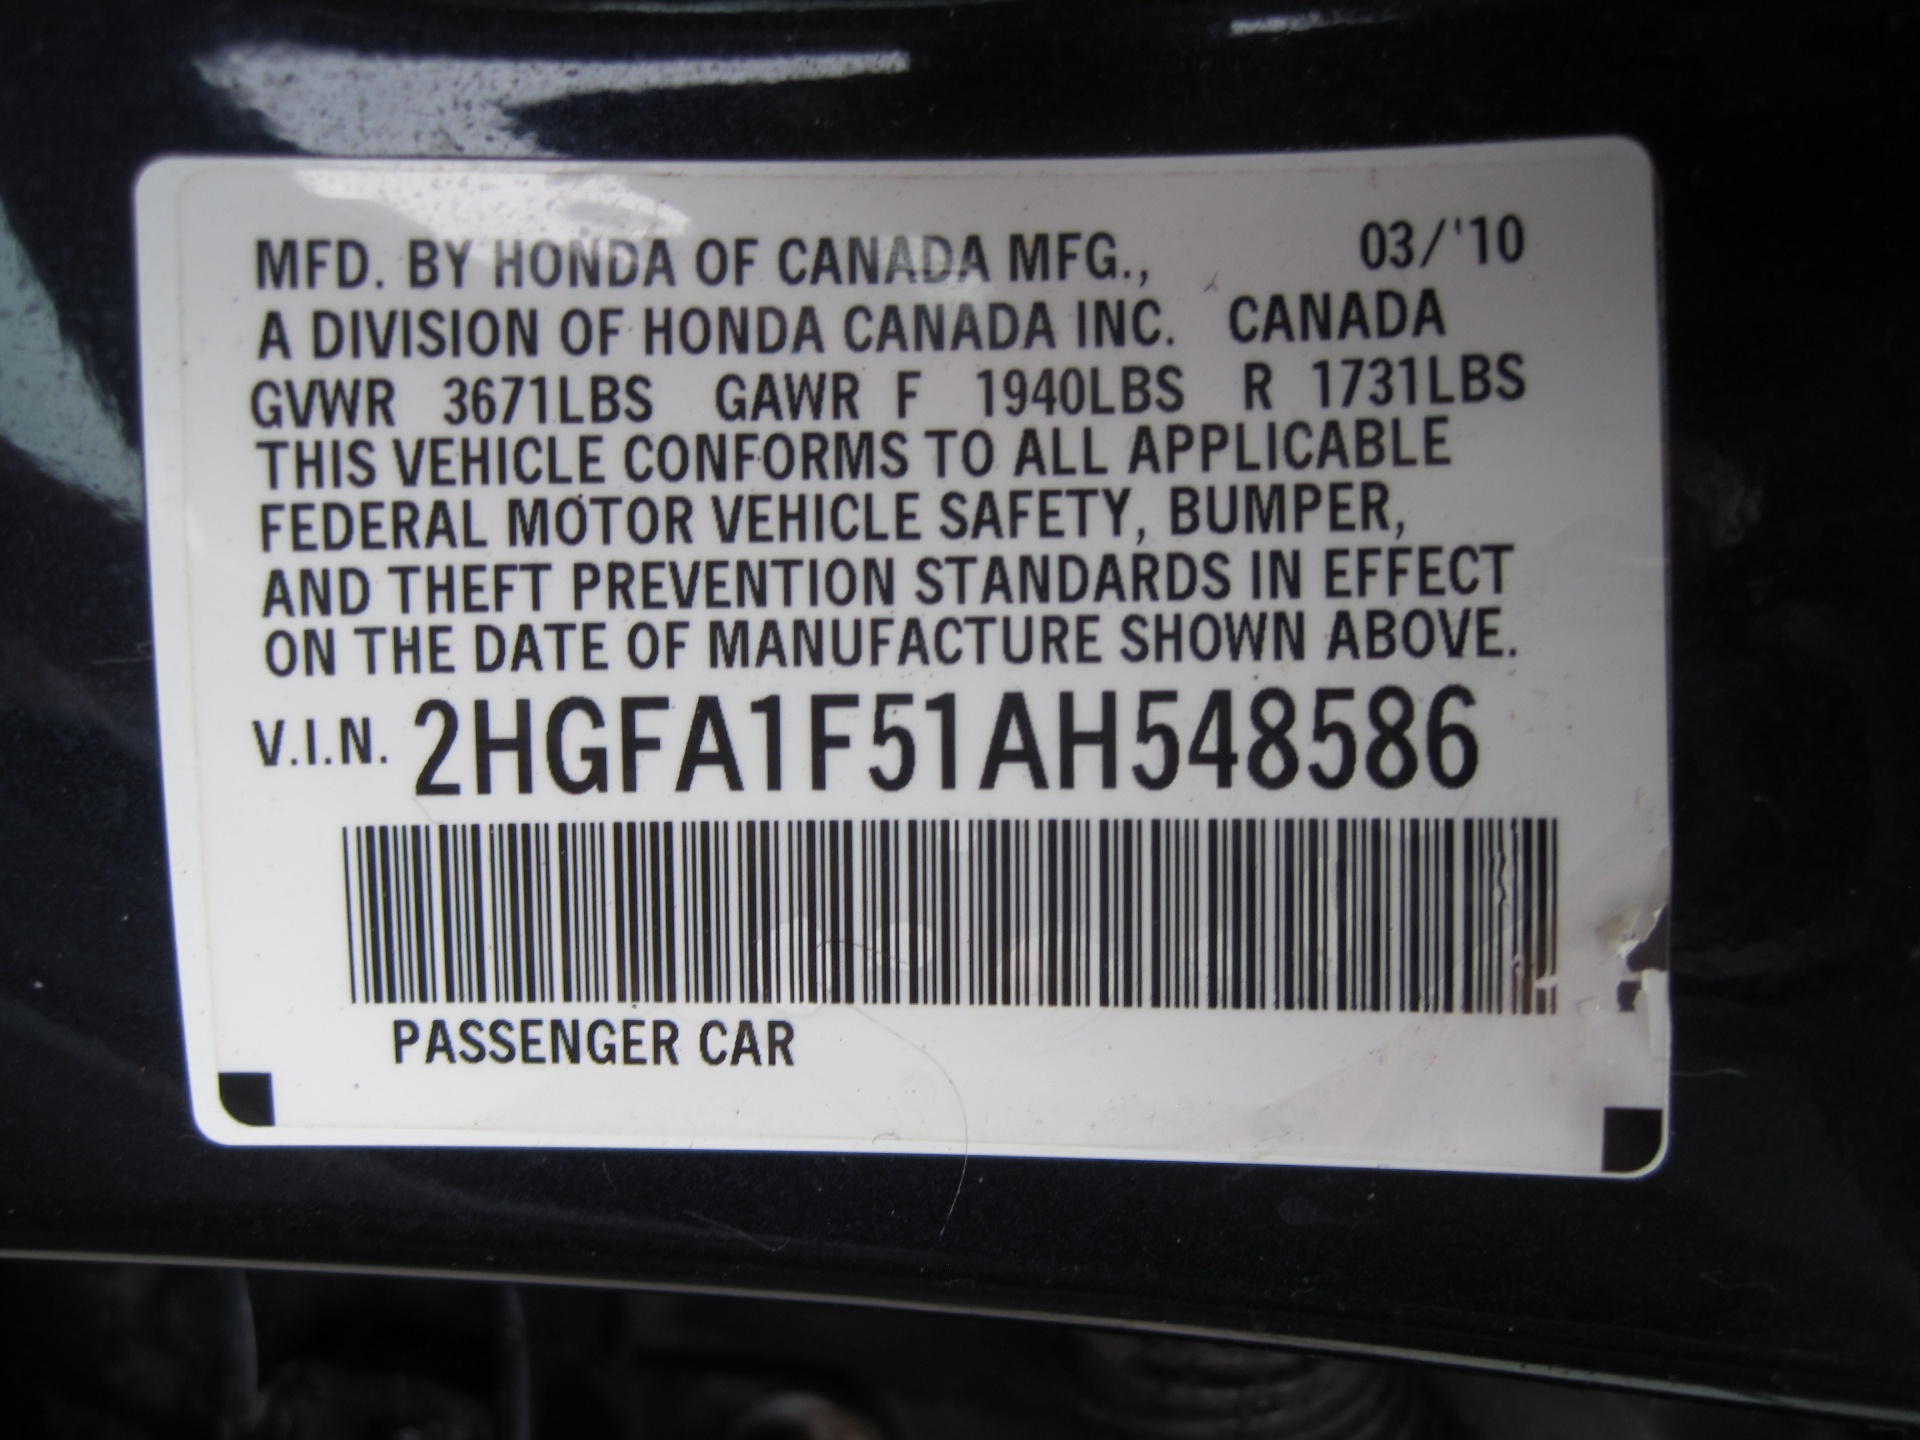 MFD. BY HONDA OF CANADA MFG., 03/'10
A DIVISION OF HONDA CANADA INC. CANADA
GVWR 3671LBS GAWR F 1940LBS R 1731LBS
THIS VEHICLE CONFORMS TO ALL APPLICABLE
FEDERAL MOTOR VEHICLE SAFETY, BUMPER,
AND THEFT PREVENTION STANDARDS IN EFFECT
ON THE DATE OF MANUFACTURE SHOWN ABOVE.
V.I.N. 2HGFA1F51AH548586
PASSENGER CAR